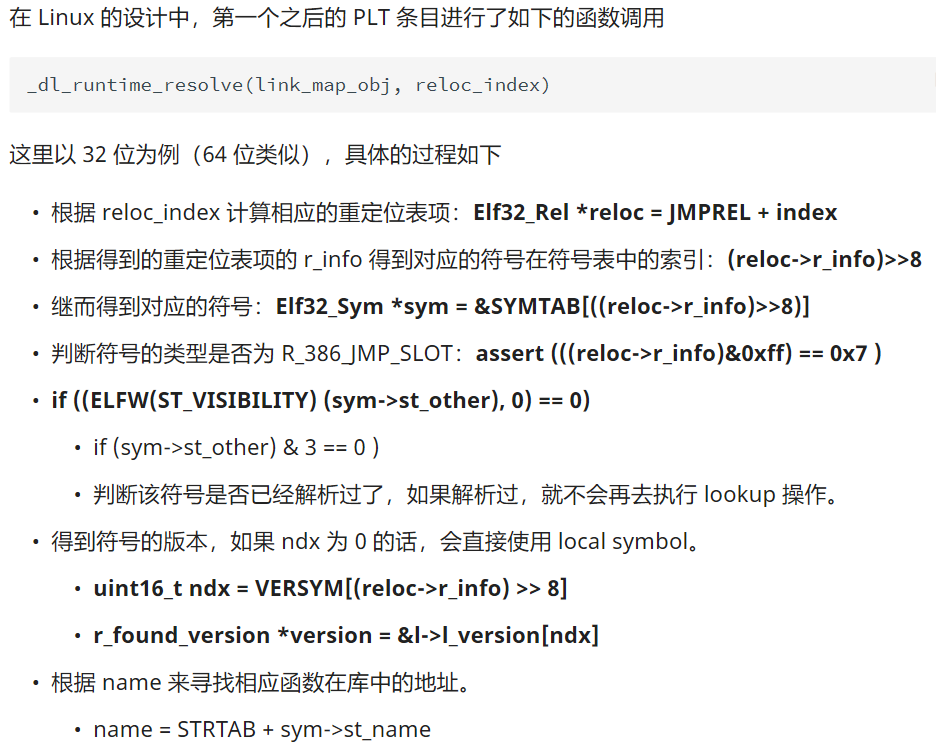 在 Linux 的设计中，第一个之后的 PLT 条目进行了如下的函数调用
_dl_runtime_resolve(link_map_obj, reloc_index)
这里以 32 位为例（64 位类似），具体的过程如下
• 根据 reloc_index 计算相应的重定位表项：Elf32_Rel *reloc = JMPREL + index
• 根据得到的重定位表项的 r_info 得到对应的符号在符号表中的索引：(reloc->r_info)>>8
• 继而得到对应的符号：Elf32_Sym *sym = &SYMTAB[((reloc->r_info)>>8)]
• 判断符号的类型是否为 R_386_JMP_SLOT：assert (((reloc->r_info)&0xff) == 0x7 )
• if ((ELFW(ST_VISIBILITY) (sym->st_other), 0) == 0)
• if (sym->st_other) & 3 == 0 )
• 判断该符号是否已经解析过了，如果解析过，就不会再去执行 lookup 操作。
• 得到符号的版本，如果 ndx 为 0 的话，会直接使用 local symbol。
• uint16_t ndx = VERSYM[(reloc->r_info) >> 8]
• r_found_version *version = &l->l_version[ndx]
• 根据 name 来寻找相应函数在库中的地址。
• name = STRTAB + sym->st_name